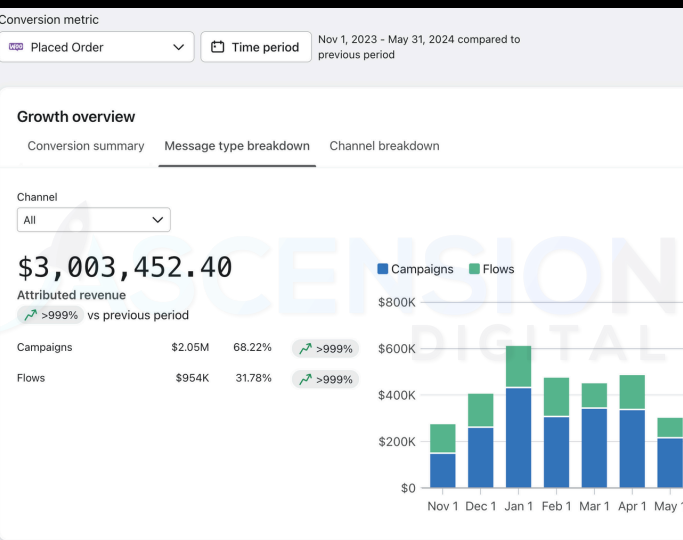 Conversion metric
Woo Placed Order
Time period
Nov 1, 2023 - May 31, 2024 compared to
previous period
Growth overview
Conversion summary Message type breakdown Channel breakdown
Channel
All
$3,003,452.40
Attributed revenue
>999% vs previous period
Campaigns $2.05M 68.22% >999%
Flows $954K 31.78% >999%
Campaigns Flows
$800K
$600K
$400K
$200K
$0
Nov 1 Dec 1 Jan 1 Feb 1 Mar 1 Apr 1 May 1
ASCENSION
DIGITAL